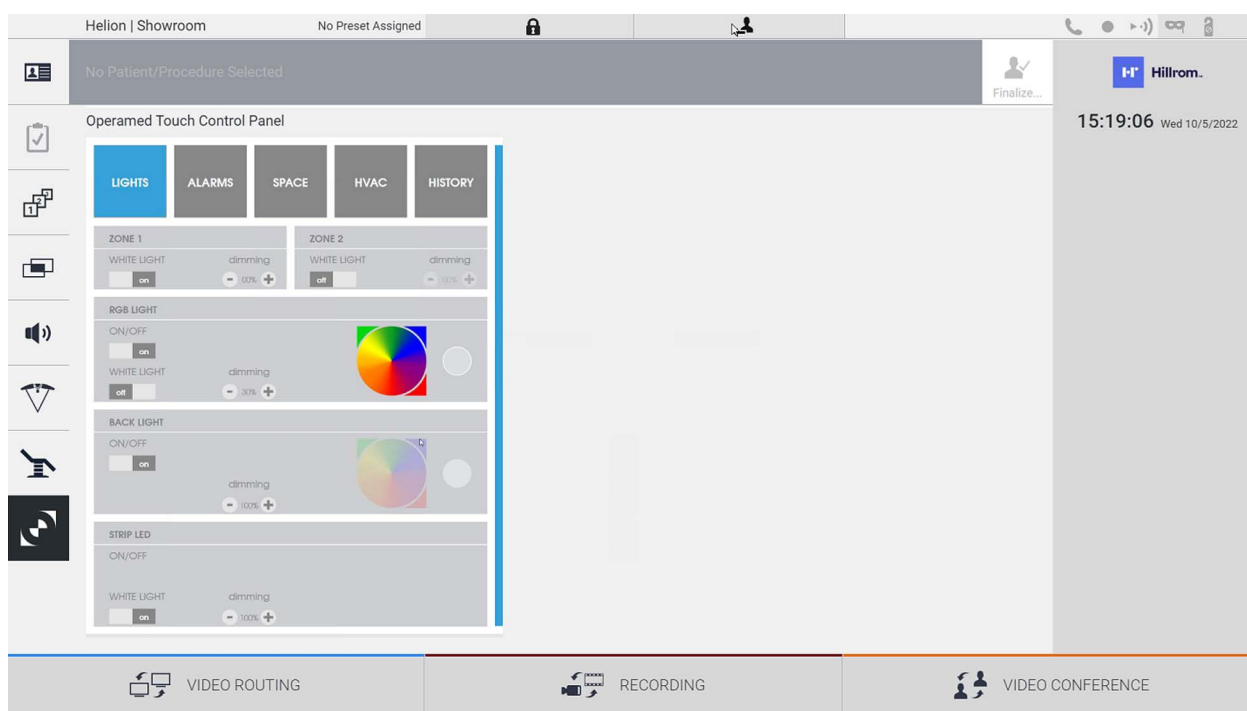 Helion | Showroom
No Preset Assigned
No Patient/Procedure Selected
Finalize...
Hillrom™
Operamed Touch Control Panel
15:19:06 Wed 10/5/2022
LIGHTS ALARMS SPACE HVAC HISTORY
ZONE 1
WHITE LIGHT dimming
on
ZONE 2
WHITE LIGHT dimming
off
RGB LIGHT
ON/OFF
on
WHITE LIGHT dimming
off - 30% +
BACK LIGHT
ON/OFF
on
dimming
- 100% +
STRIP LED
ON/OFF
WHITE LIGHT dimming
on - 100% +
VIDEO ROUTING
RECORDING
VIDEO CONFERENCE